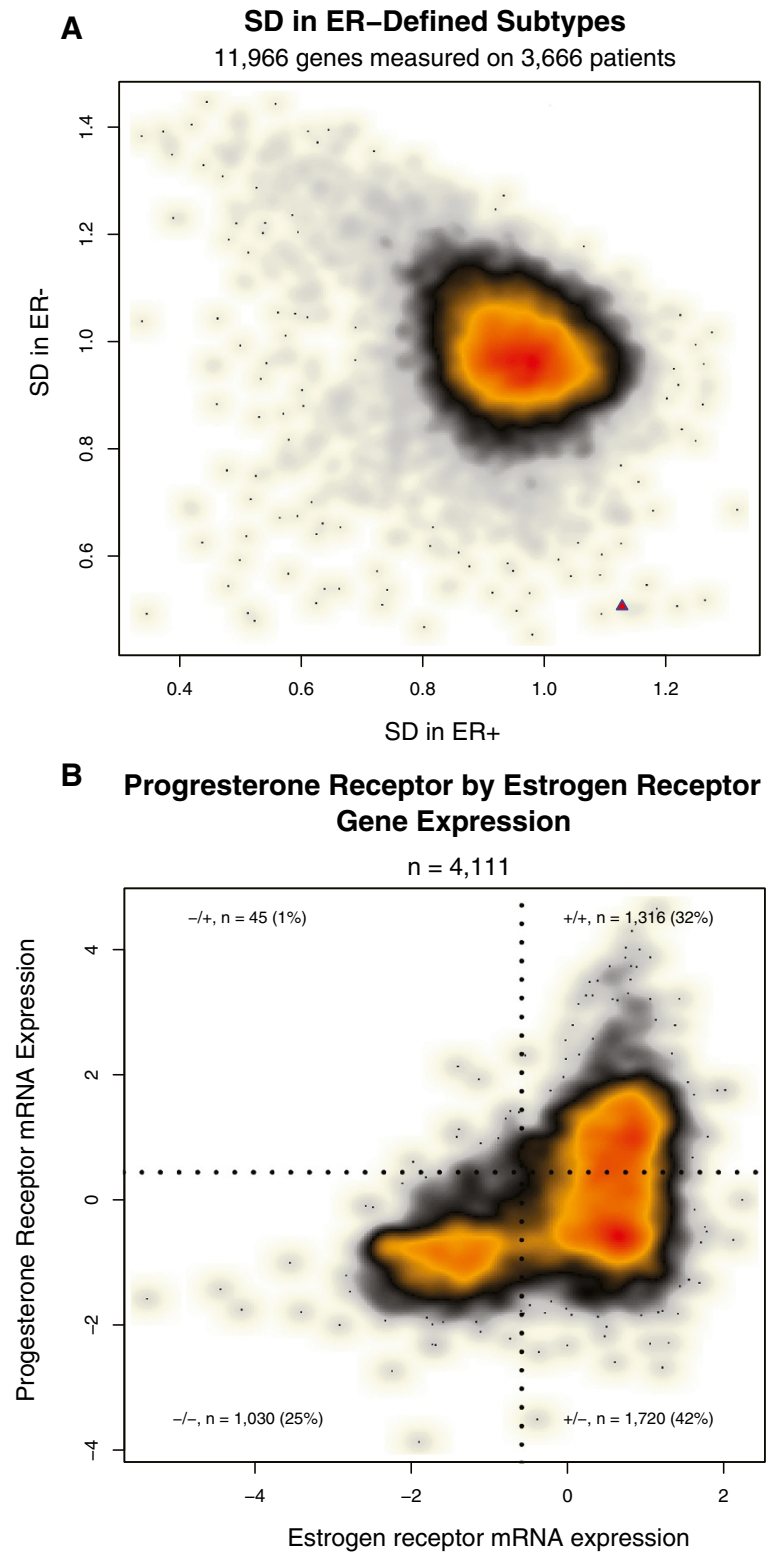 A
SD in ER−Defined Subtypes
11,966 genes measured on 3,666 patients
1.4
1.2
1.0
0.8
0.6
SD in ER-
0.4 0.6 0.8 1.0 1.2
SD in ER+
B
Progresterone Receptor by Estrogen Receptor
Gene Expression
n = 4,111
−/+, n = 45 (1%) +/+, n = 1,316 (32%)
4
2
0
−2
−4
Progesterone Receptor mRNA Expression
−/−, n = 1,030 (25%) +/−, n = 1,720 (42%)
−4 −2 0 2
Estrogen receptor mRNA expression